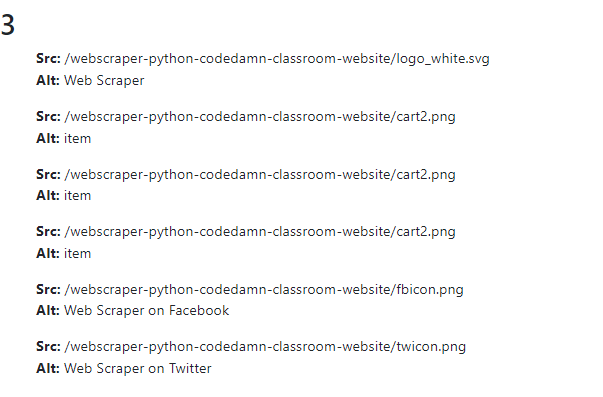 3
Src: /webscraper-python-codedamn-classroom-website/logo_white.svg
Alt: Web Scraper
Src: /webscraper-python-codedamn-classroom-website/cart2.png
Alt: item
Src: /webscraper-python-codedamn-classroom-website/cart2.png
Alt: item
Src: /webscraper-python-codedamn-classroom-website/cart2.png
Alt: item
Src: /webscraper-python-codedamn-classroom-website/fbicon.png
Alt: Web Scraper on Facebook
Src: /webscraper-python-codedamn-classroom-website/twicon.png
Alt: Web Scraper on Twitter